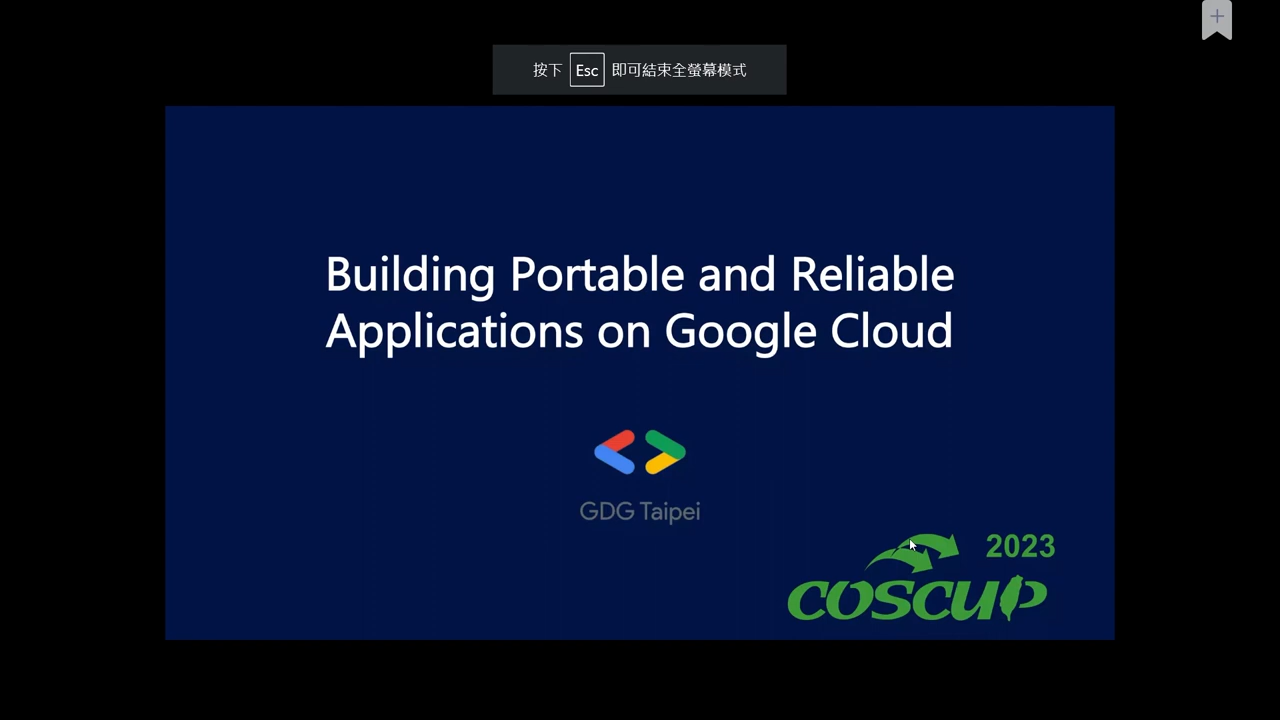 按下 Esc 即可結束全螢幕模式
Building Portable and Reliable
Applications on Google Cloud
GDG Taipei
2023
COSCUP